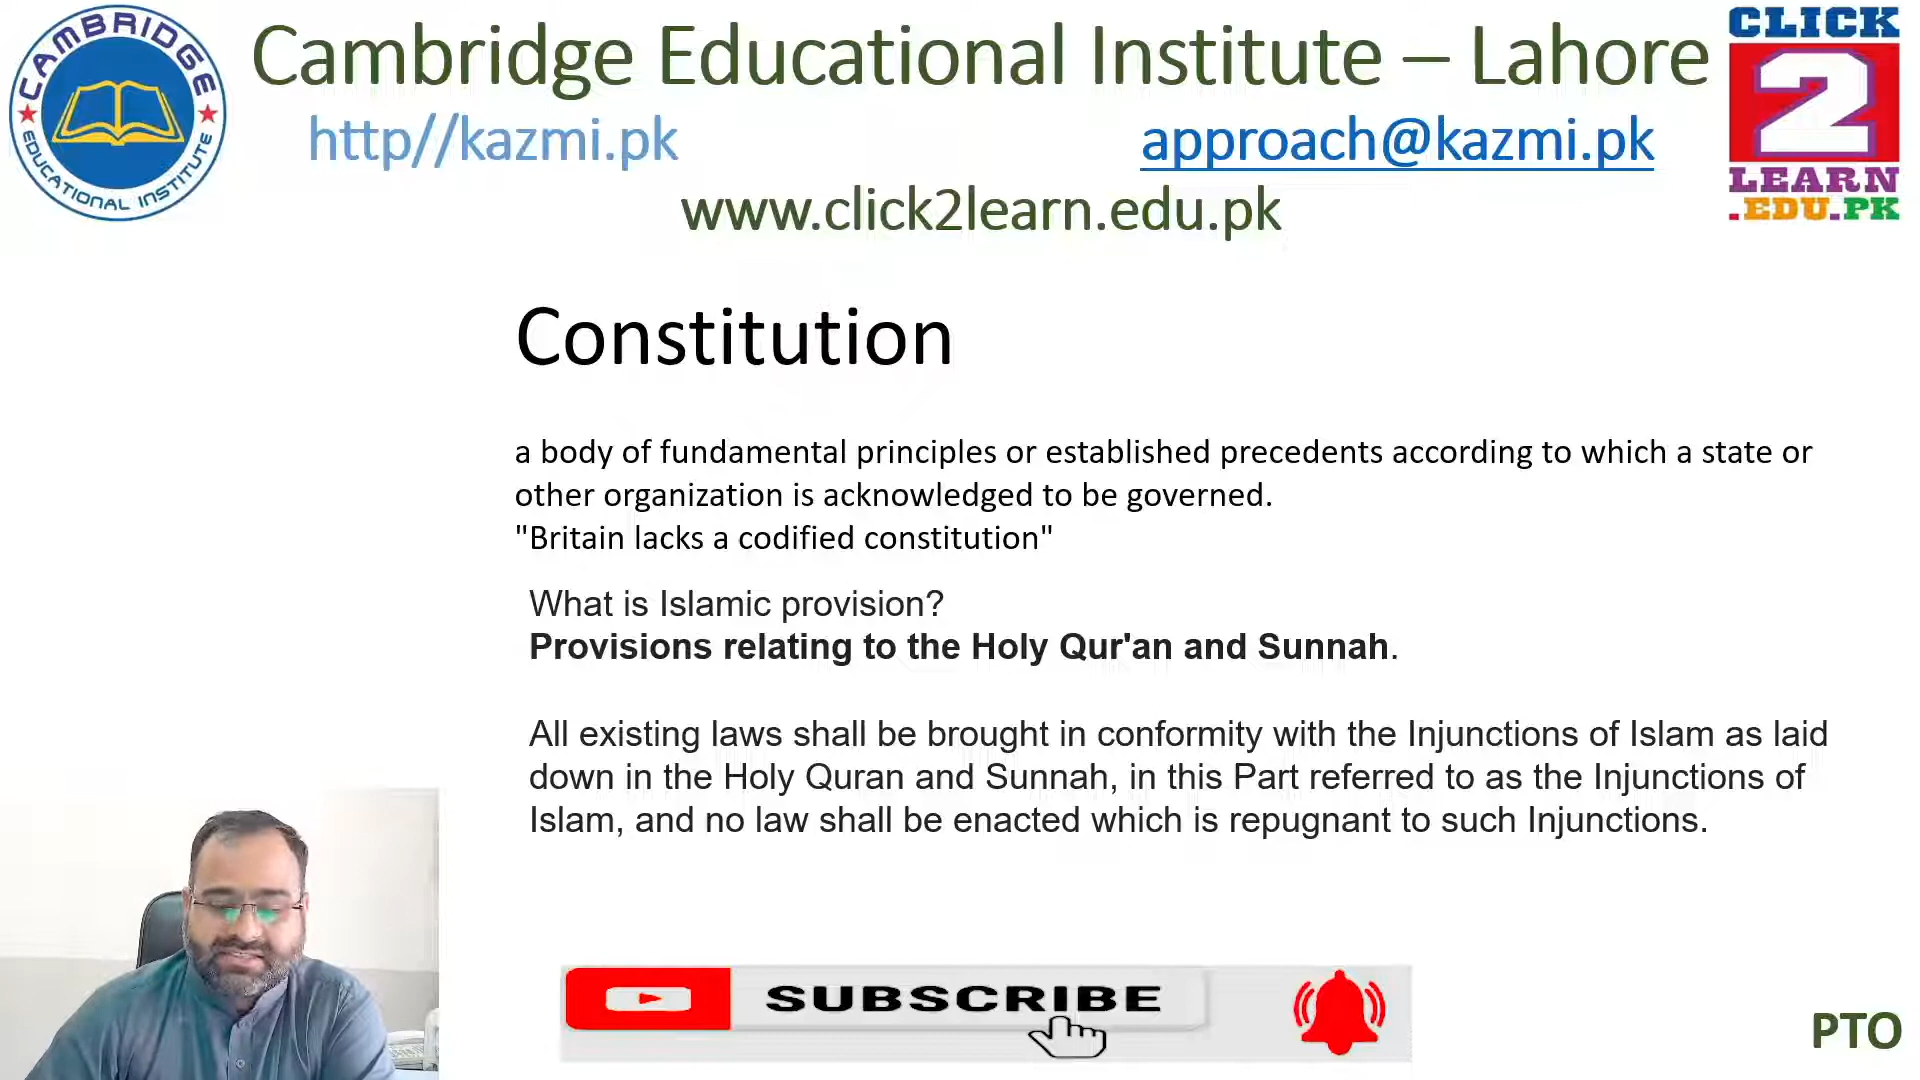 CAMBRIDGE
EDUCATIONAL INSTITUTE
Cambridge Educational Institute – Lahore
http//kazmi.pk
approach@kazmi.pk
www.click2learn.edu.pk
CLICK
2
LEARN
.EDU.PK
Constitution
a body of fundamental principles or established precedents according to which a state or
other organization is acknowledged to be governed.
"Britain lacks a codified constitution"
What is Islamic provision?
Provisions relating to the Holy Qur'an and Sunnah.
All existing laws shall be brought in conformity with the Injunctions of Islam as laid
down in the Holy Quran and Sunnah, in this Part referred to as the Injunctions of
Islam, and no law shall be enacted which is repugnant to such Injunctions.
SUBSCRIBE
PTO